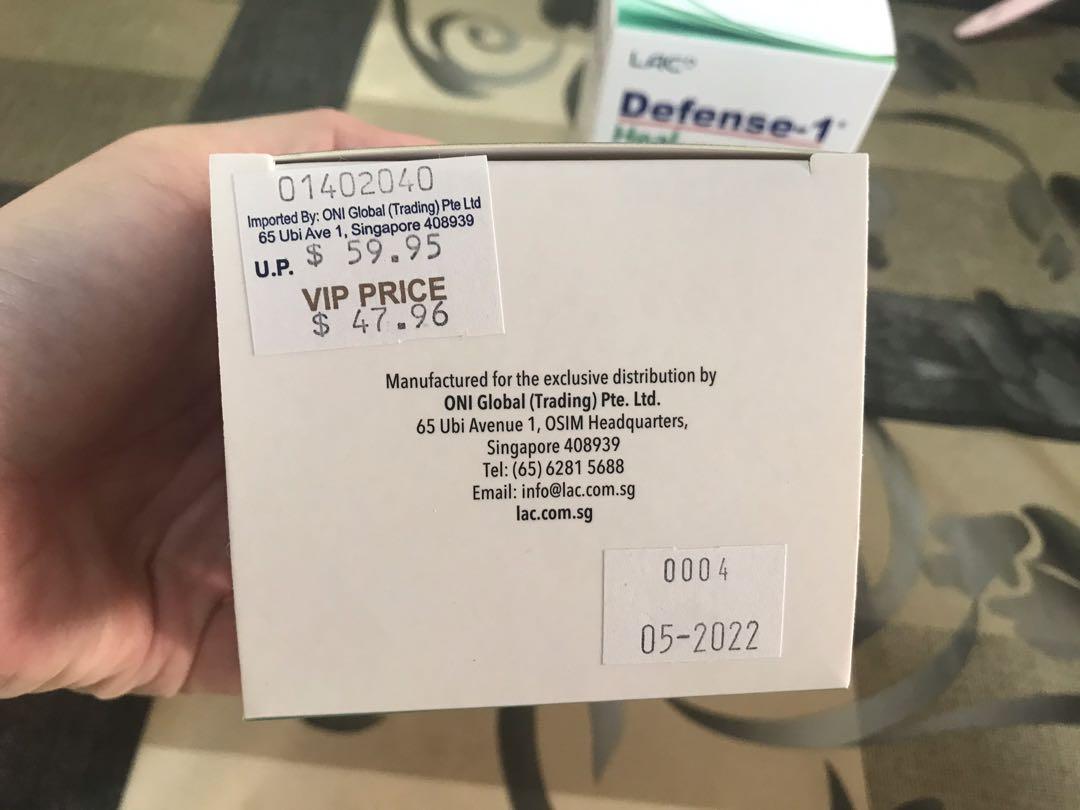 LAC®
Defense-1®
Heal
01402040
Imported By: ONI Global (Trading) Pte Ltd
65 Ubi Ave 1, Singapore 408939
U.P. $ 59.95
VIP PRICE
$ 47.96
Manufactured for the exclusive distribution by
ONI Global (Trading) Pte. Ltd.
65 Ubi Avenue 1, OSIM Headquarters,
Singapore 408939
Tel: (65) 6281 5688
Email: info@lac.com.sg
lac.com.sg
0004
05-2022